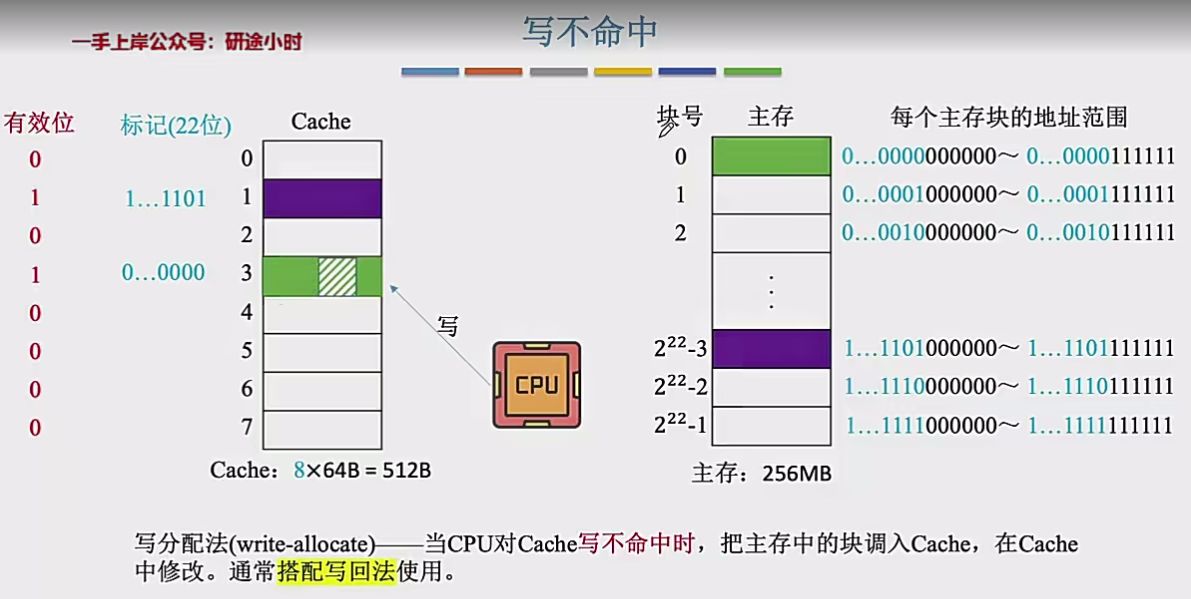 写不命中
一手上岸公众号：研途小时
有效位 标记(22位) Cache
0 0
1 1…1101 1
0 2
1 0…0000 3
0 4
0 5
0 6
0 7
Cache：8×64B = 512B
写
CPU
块号 主存 每个主存块的地址范围
0 0…0000000000～ 0…0000111111
1 0…0001000000～ 0…0001111111
2 0…0010000000～ 0…0010111111
2²²-3 1…1101000000～ 1…1101111111
2²²-2 1…1110000000～ 1…1110111111
2²²-1 1…1111000000～ 1…1111111111
主存：256MB
写分配法(write-allocate)——当CPU对Cache写不命中时，把主存中的块调入Cache，在Cache
中修改。通常搭配写回法使用。